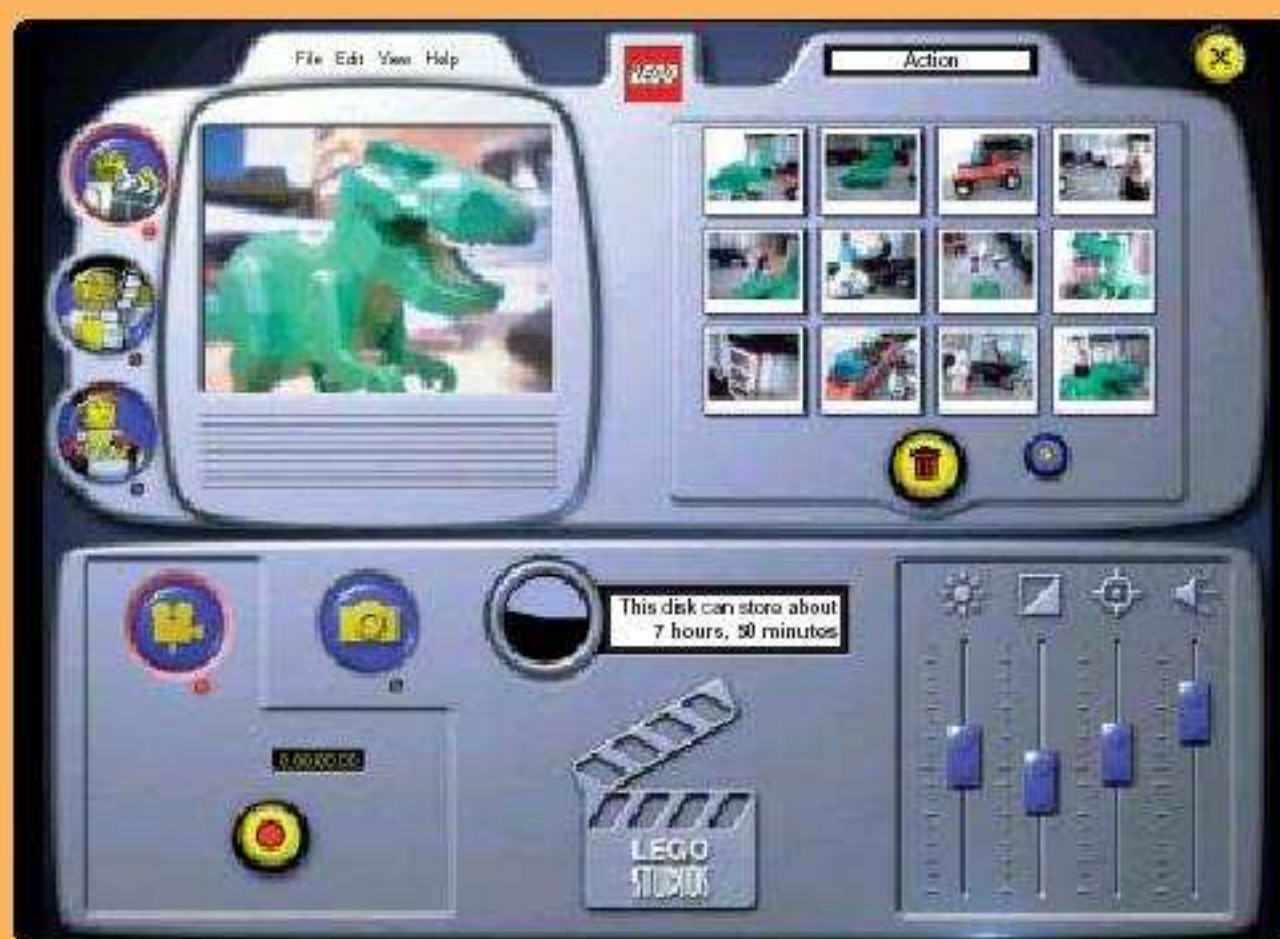 File Edit View Help
LEGO
Action
This disk can store about
7 hours, 50 minutes
LEGO
STUDIOS